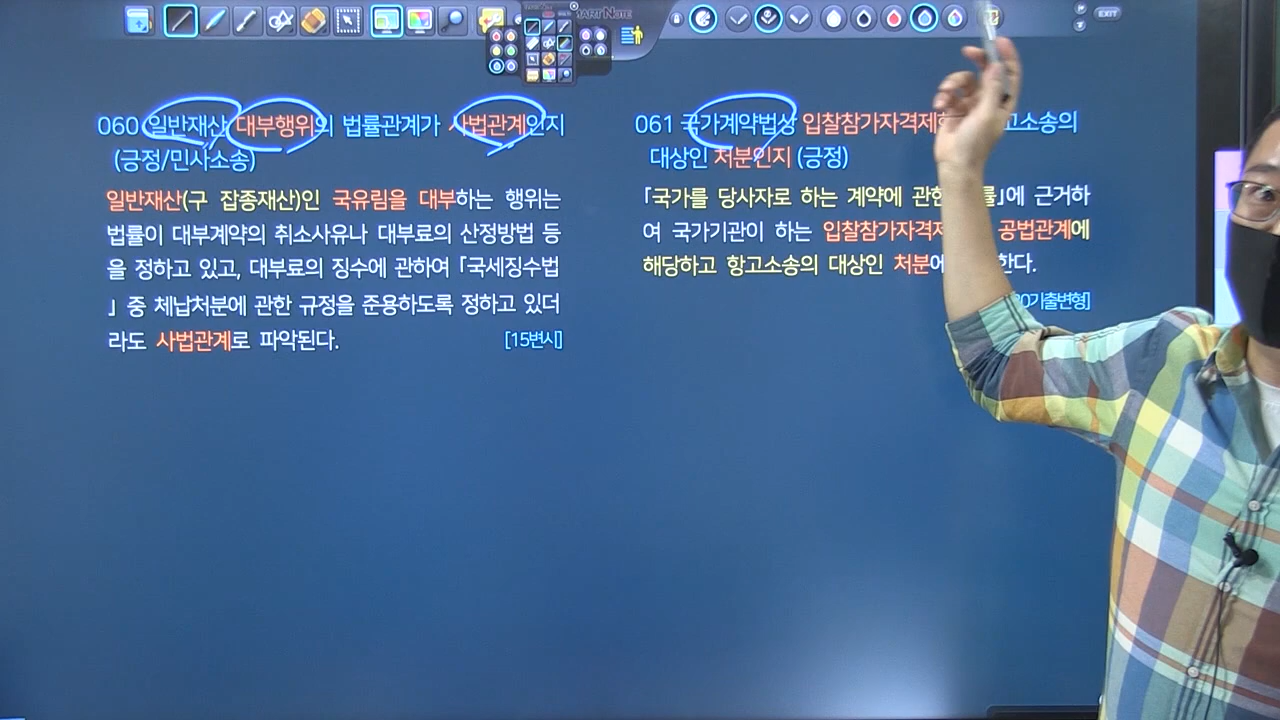 MART NOTE
EXIT
060 일반재산 대부행위의 법률관계가 사법관계인지
(긍정/민사소송)
일반재산(구 잡종재산)인 국유림을 대부하는 행위는
법률이 대부계약의 취소사유나 대부료의 산정방법 등
을 정하고 있고, 대부료의 징수에 관하여 「국세징수법
」 중 체납처분에 관한 규정을 준용하도록 정하고 있더
라도 사법관계로 파악된다.
[15변시]
061 국가계약법상 입찰참가자격제 고소송의
대상인 처분인지 (긍정)
「국가를 당사자로 하는 계약에 관한 률」에 근거하
여 국가기관이 하는 입찰참가자격제 공법관계에
해당하고 항고소송의 대상인 처분에 한다.
20기출변형]